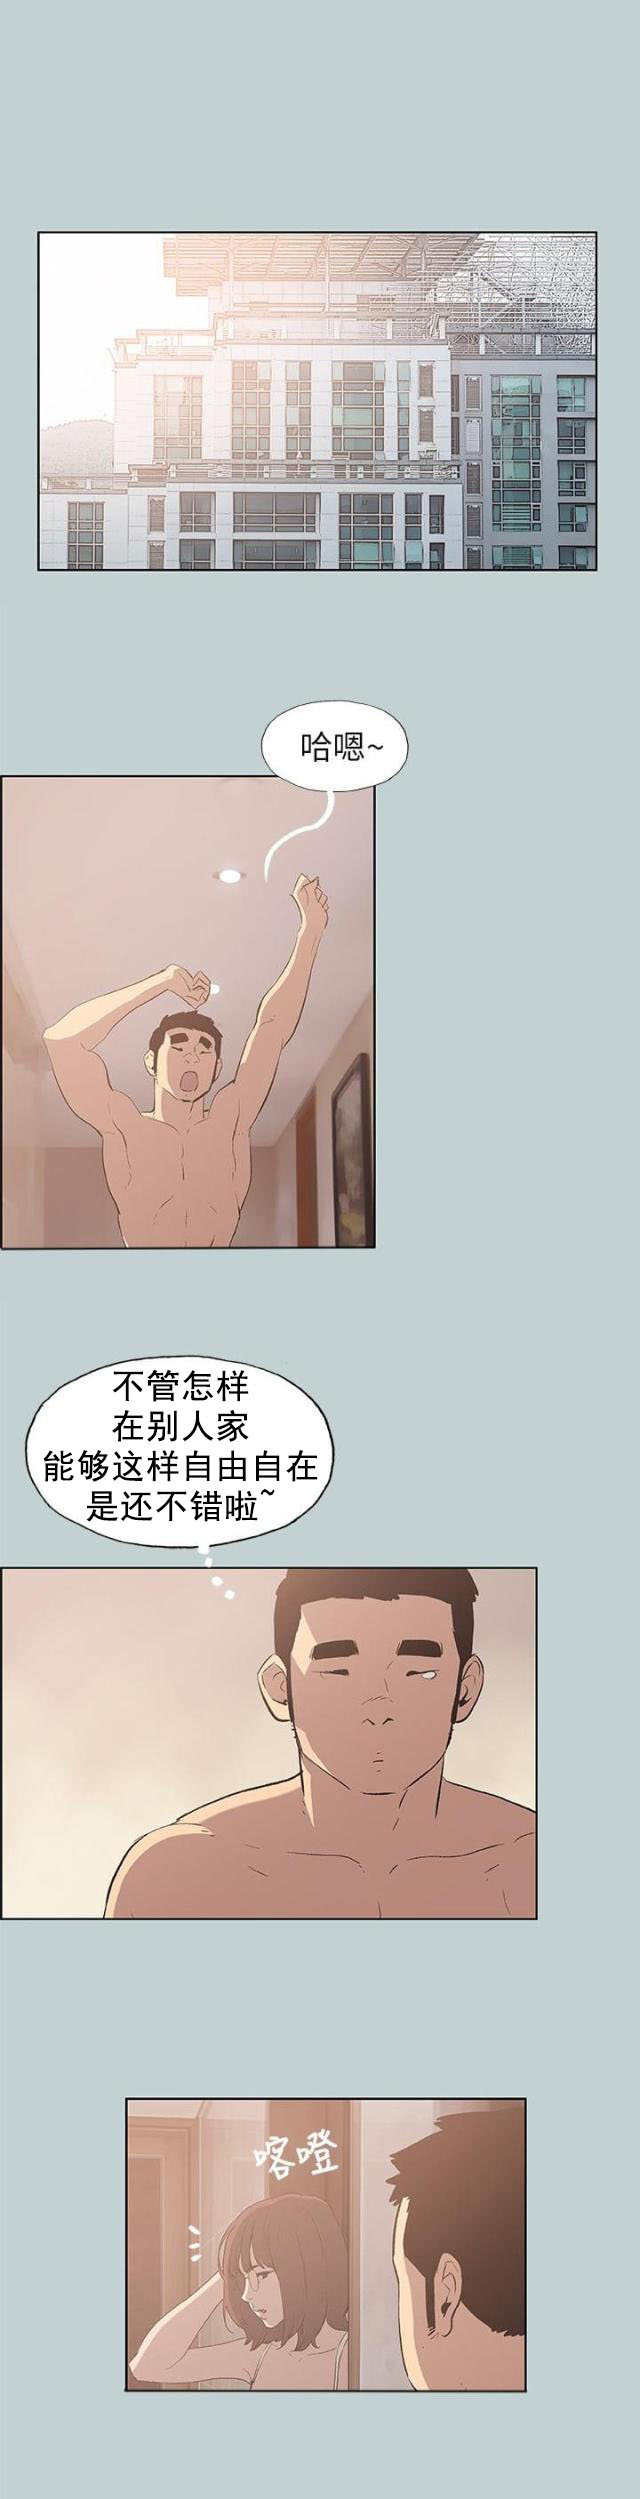 哈嗯~
不管怎样
在别人家
能够这样自由自在
是还不错啦~
喀噔